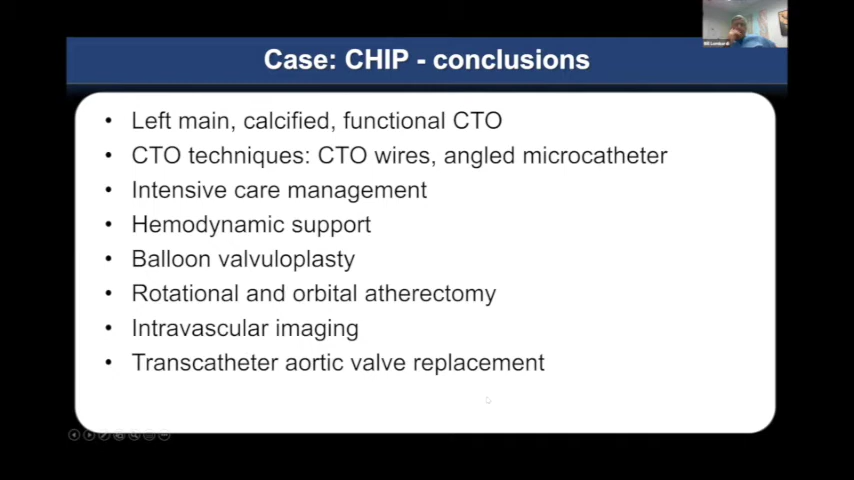 Case: CHIP - conclusions
• Left main, calcified, functional CTO
• CTO techniques: CTO wires, angled microcatheter
• Intensive care management
• Hemodynamic support
• Balloon valvuloplasty
• Rotational and orbital atherectomy
• Intravascular imaging
• Transcatheter aortic valve replacement